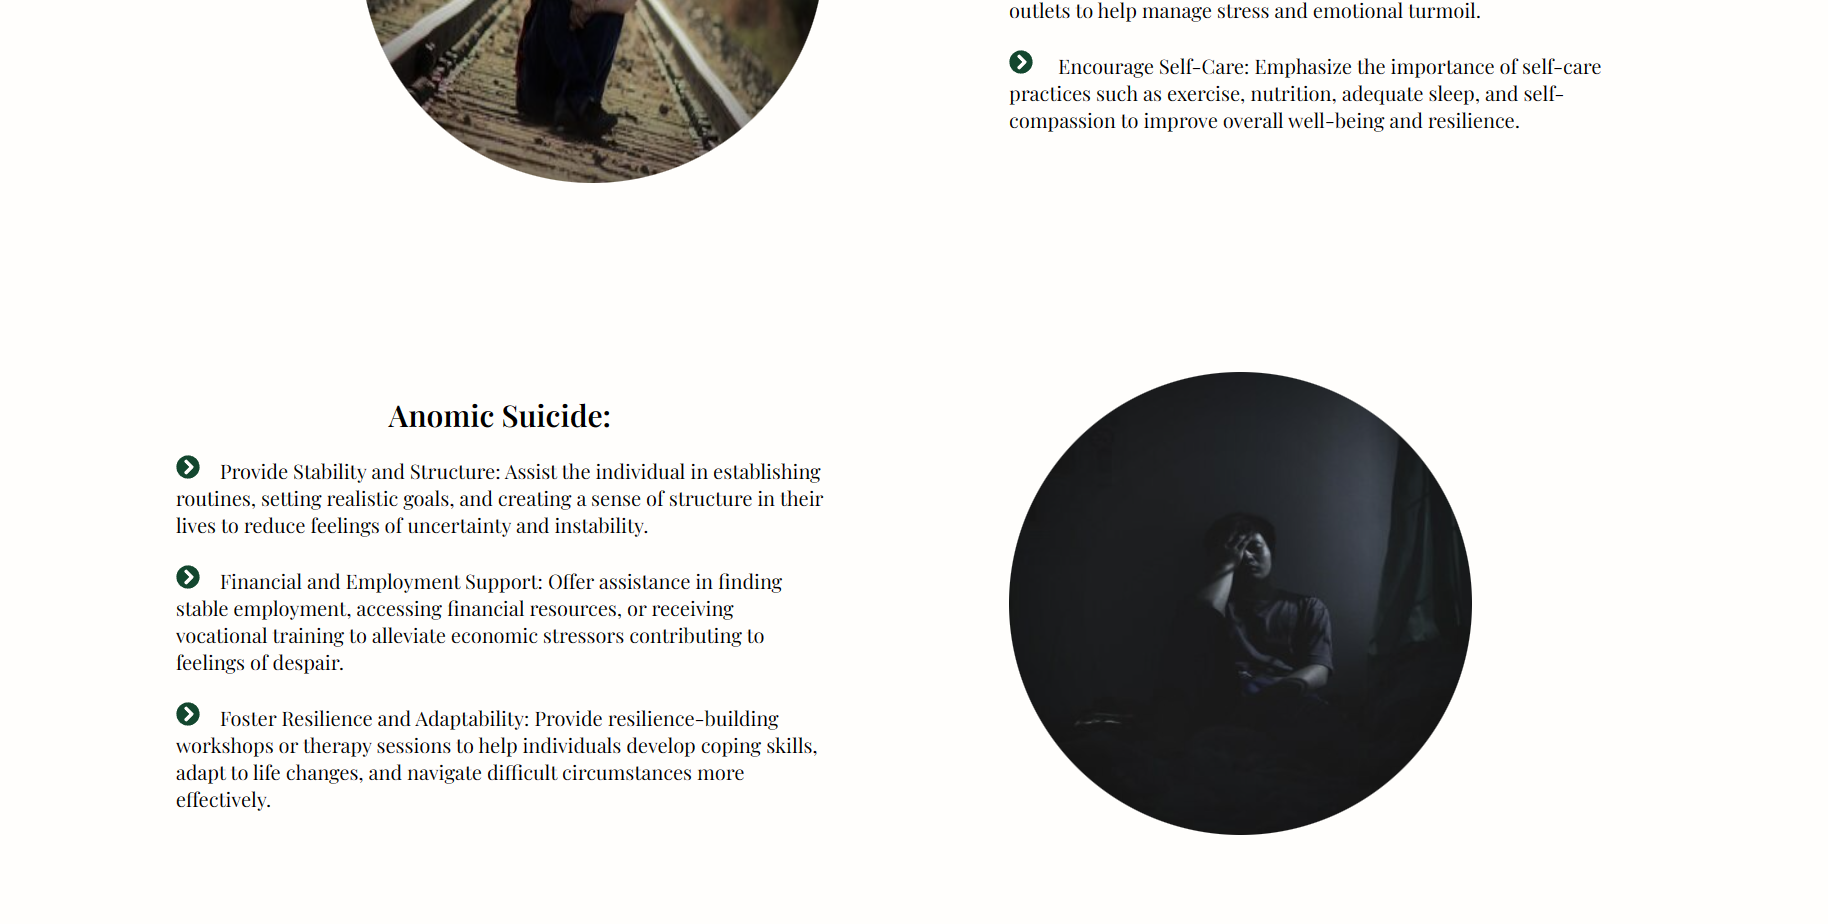 outlets to help manage stress and emotional turmoil.
Encourage Self-Care: Emphasize the importance of self-care
practices such as exercise, nutrition, adequate sleep, and self-
compassion to improve overall well-being and resilience.
Anomic Suicide:
Provide Stability and Structure: Assist the individual in establishing
routines, setting realistic goals, and creating a sense of structure in their
lives to reduce feelings of uncertainty and instability.
Financial and Employment Support: Offer assistance in finding
stable employment, accessing financial resources, or receiving
vocational training to alleviate economic stressors contributing to
feelings of despair.
Foster Resilience and Adaptability: Provide resilience-building
workshops or therapy sessions to help individuals develop coping skills,
adapt to life changes, and navigate difficult circumstances more
effectively.